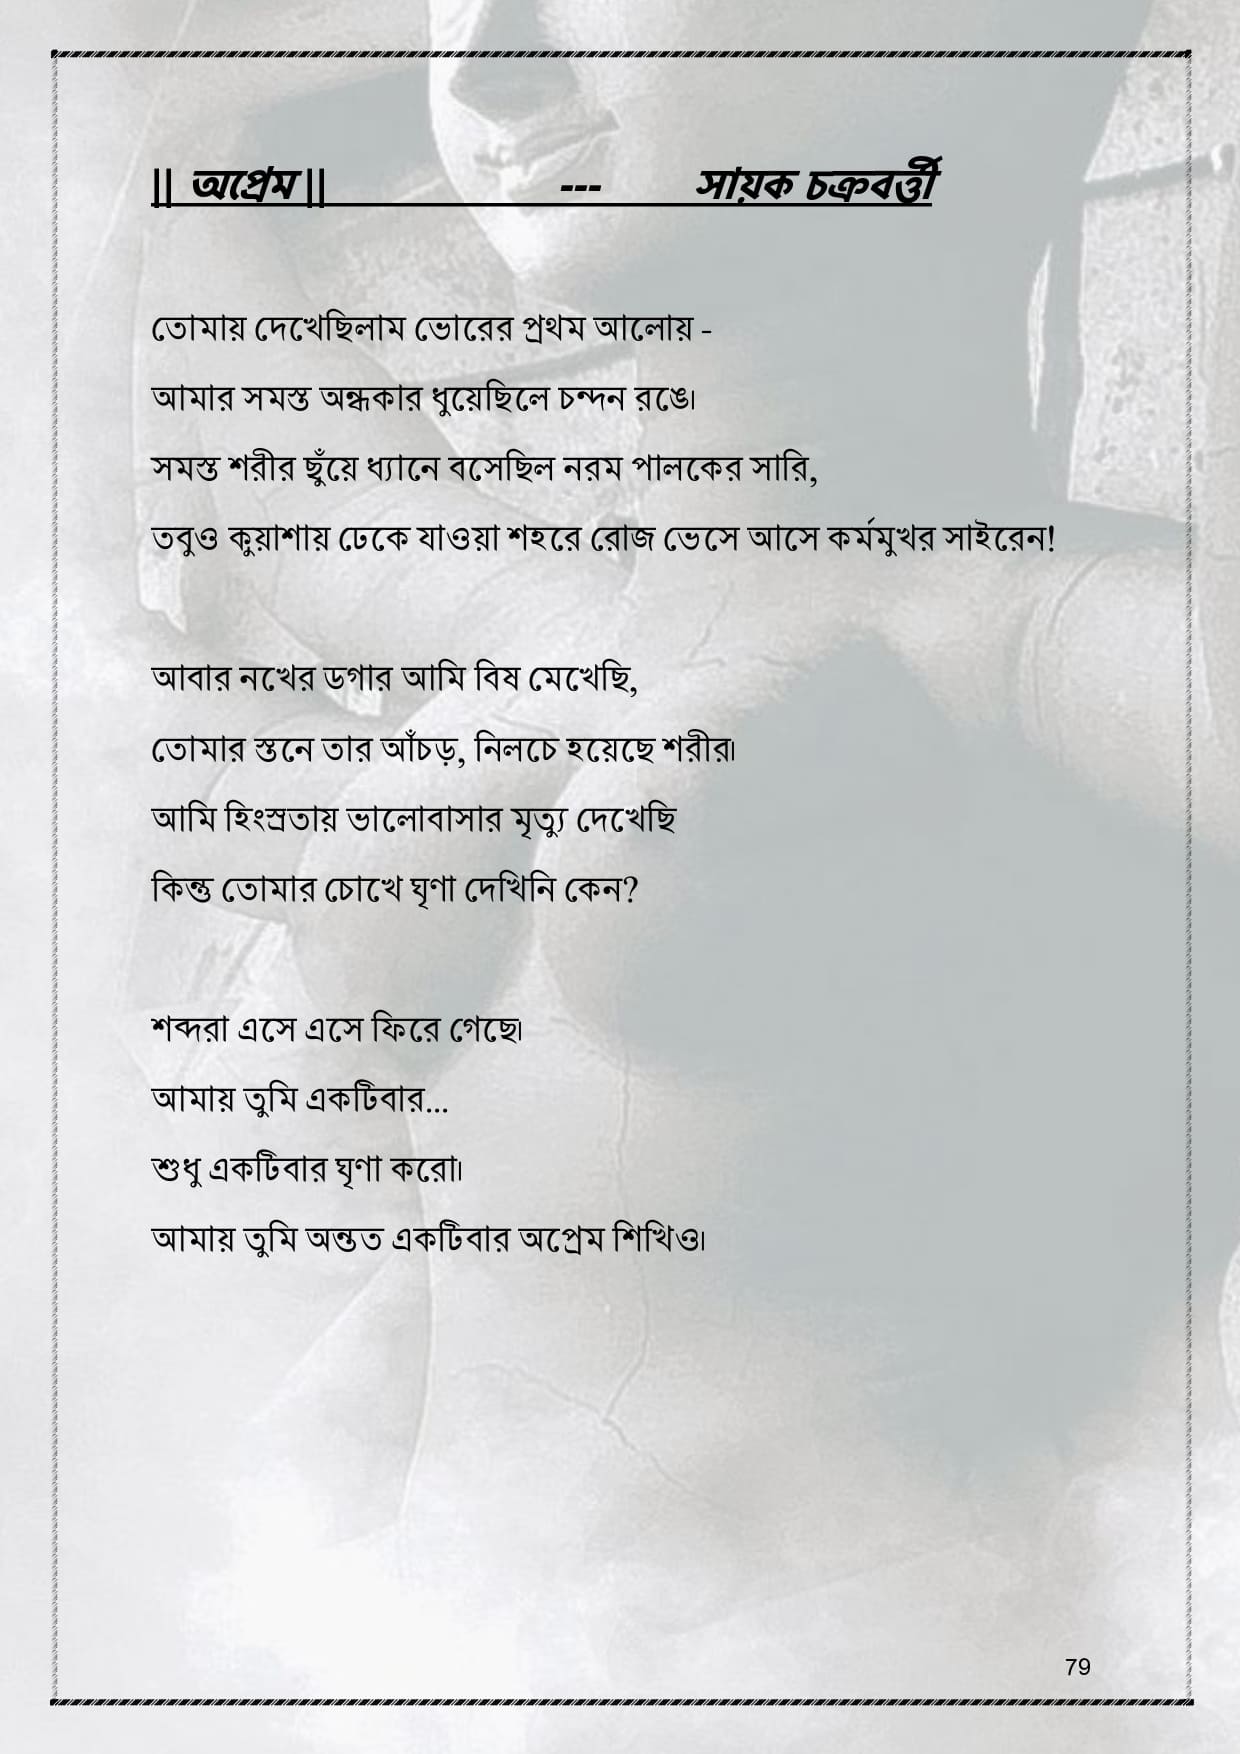 || অপ্রেম || --- সায়ক চক্রবর্ত্তী
তোমায় দেখেছিলাম ভোরের প্রথম আলোয় -
আমার সমস্ত অন্ধকার ধুয়েছিলে চন্দন রঙে।
সমস্ত শরীর ছুঁয়ে ধ্যানে বসেছিল নরম পালকের সারি,
তবুও কুয়াশায় ঢেকে যাওয়া শহরে রোজ ভেসে আসে কর্মমুখর সাইরেন!
আবার নখের ডগার আমি বিষ মেখেছি,
তোমার স্তনে তার আঁচড়, নিলচে হয়েছে শরীর।
আমি হিংস্রতায় ভালোবাসার মৃত্যু দেখেছি
কিন্তু তোমার চোখে ঘৃণা দেখিনি কেন?
শব্দরা এসে এসে ফিরে গেছে।
আমায় তুমি একটিবার...
শুধু একটিবার ঘৃণা করো।
আমায় তুমি অন্তত একটিবার অপ্রেম শিখিও।
79